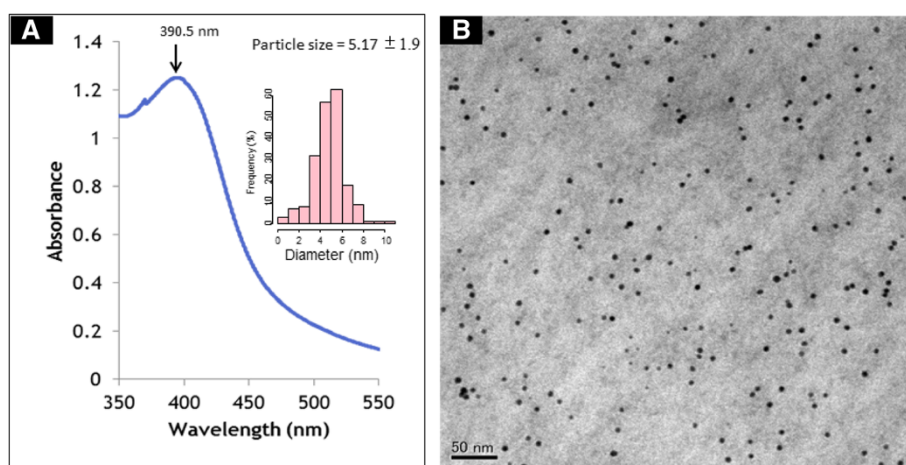 A
390.5 nm
Particle size = 5.17 ± 1.9
1.4
1.2
1
0.8
0.6
0.4
0.2
0
Absorbance
350 400 450 500 550
Wavelength (nm)
Frequency (%)
0 10 20 30 40 50 60
0 2 4 6 8 10
Diameter (nm)
B
50 nm